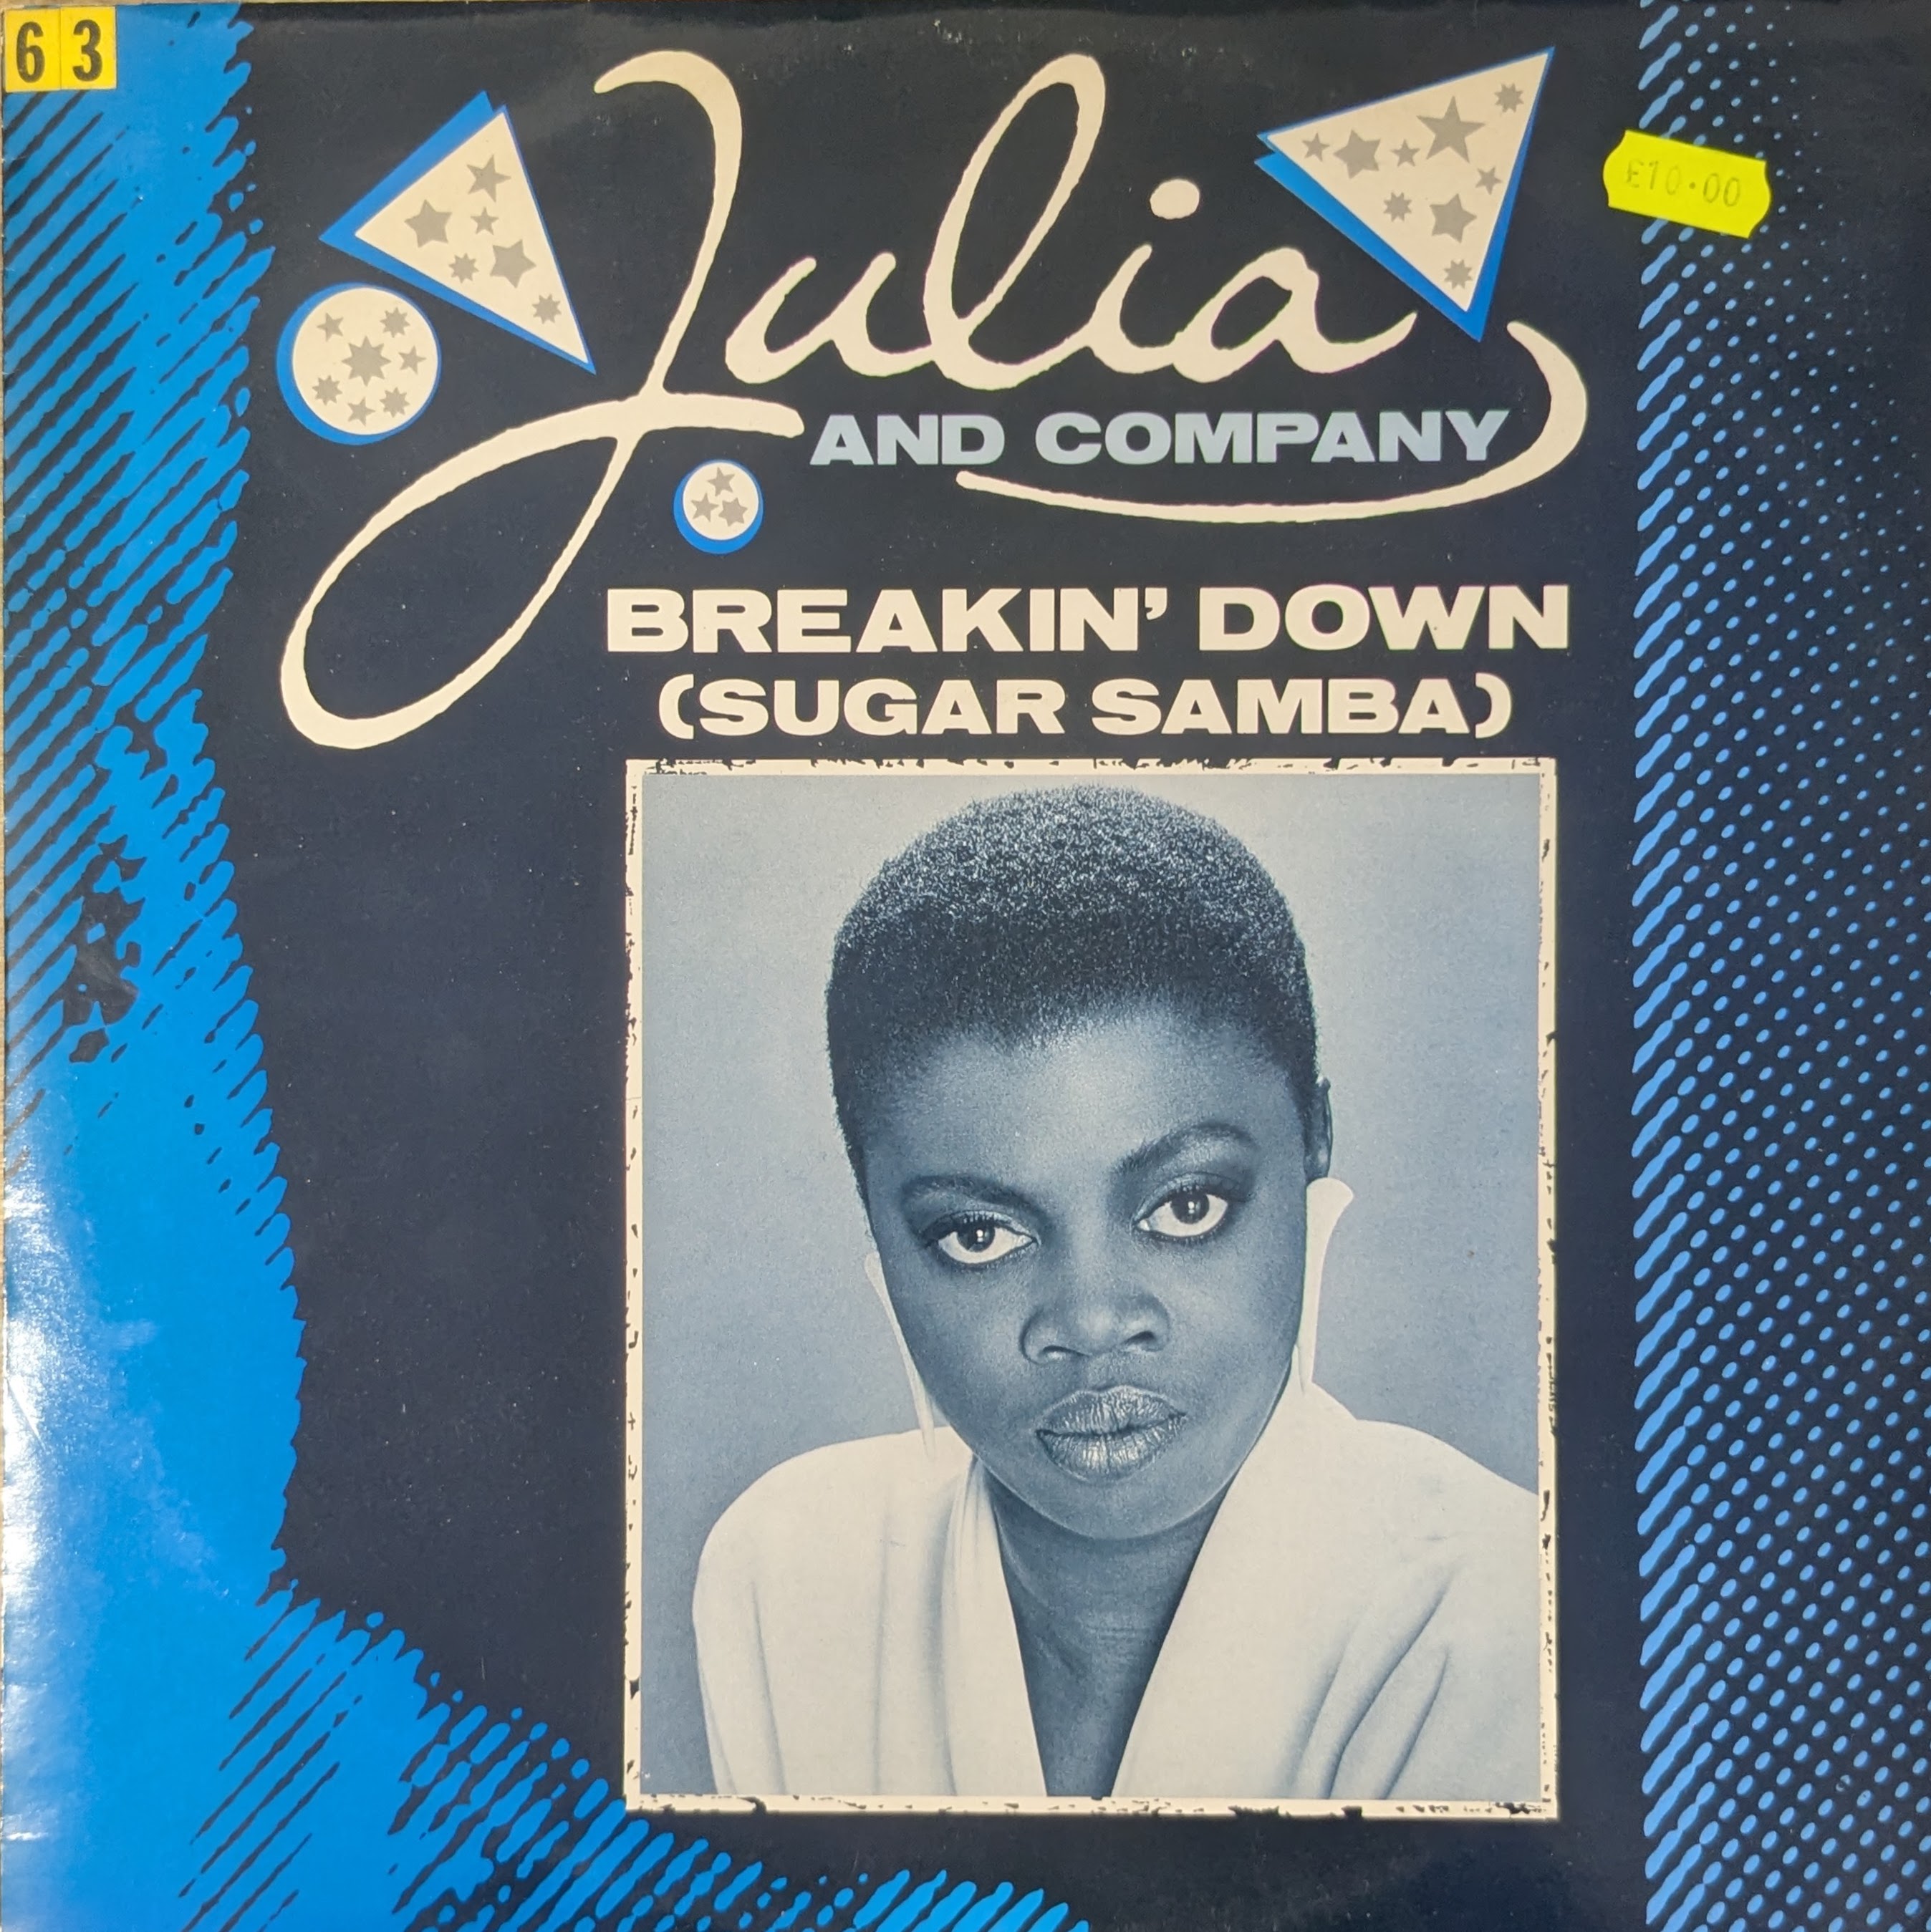 63
£10.00
Julia
AND COMPANY
BREAKIN' DOWN
(SUGAR SAMBA)